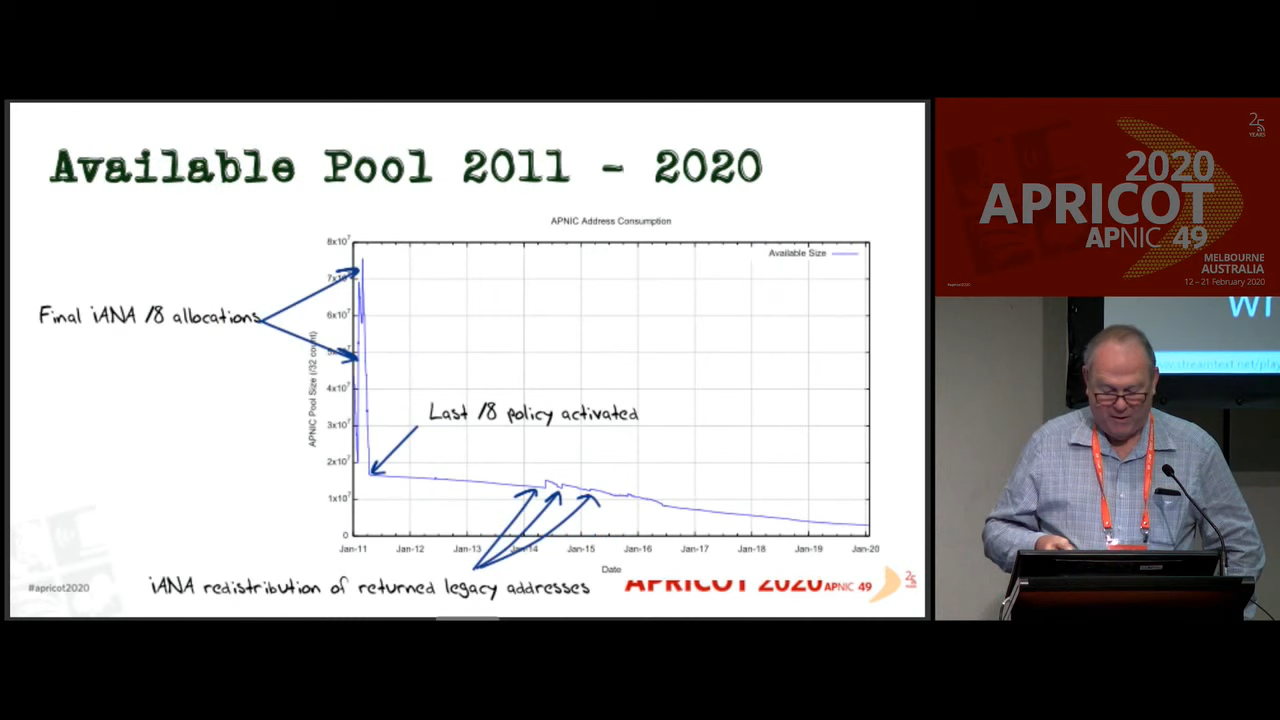 Available Pool 2011 - 2020
APNIC Address Consumption
8x10⁷
Available Size
6x10⁷
4x10⁷
3x10⁷
2x10⁷
1x10⁷
0
APNIC Pool Size (/32 count)
Final iANA /8 allocations
Last /8 policy activated
Jan-11 Jan-12 Jan-13 Jan-14 Jan-15 Jan-16 Jan-17 Jan-18 Jan-19 Jan-20
Date
iANA redistribution of returned legacy addresses
#apricot2020
APRICOT 2020 APNIC 49
25
25
YEARS
2020
APRICOT
APNIC 49
MELBOURNE
AUSTRALIA
12 – 21 February 2020